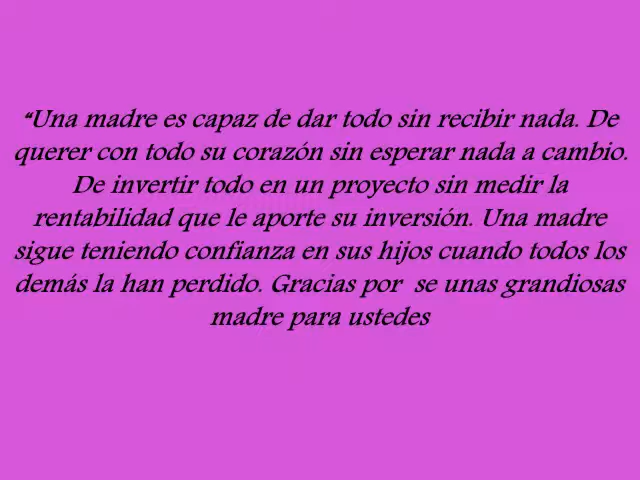 “Una madre es capaz de dar todo sin recibir nada. De
querer con todo su corazón sin esperar nada a cambio.
De invertir todo en un proyecto sin medir la
rentabilidad que le aporte su inversión. Una madre
sigue teniendo confianza en sus hijos cuando todos los
demás la han perdido. Gracias por  se unas grandiosas
madre para ustedes